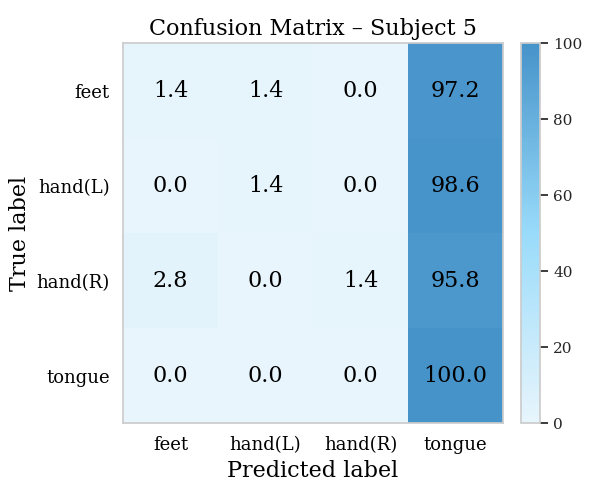 Confusion Matrix – Subject 5
True label
feet 1.4 1.4 0.0 97.2
hand(L) 0.0 1.4 0.0 98.6
hand(R) 2.8 0.0 1.4 95.8
tongue 0.0 0.0 0.0 100.0
feet hand(L) hand(R) tongue
Predicted label
100
80
60
40
20
0